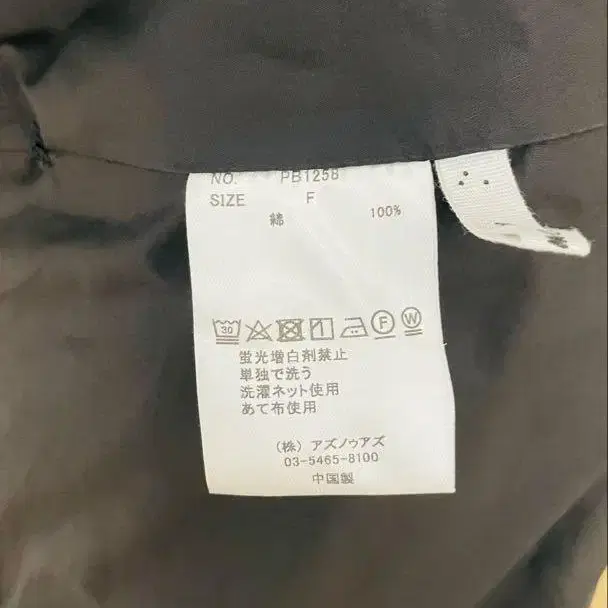 NO. PB1258
SIZE F
綿 100%
30 F W
蛍光増白剤禁止
単独で洗う
洗濯ネット使用
あて布使用
(株) アズノゥアズ
03-5465-8100
中国製